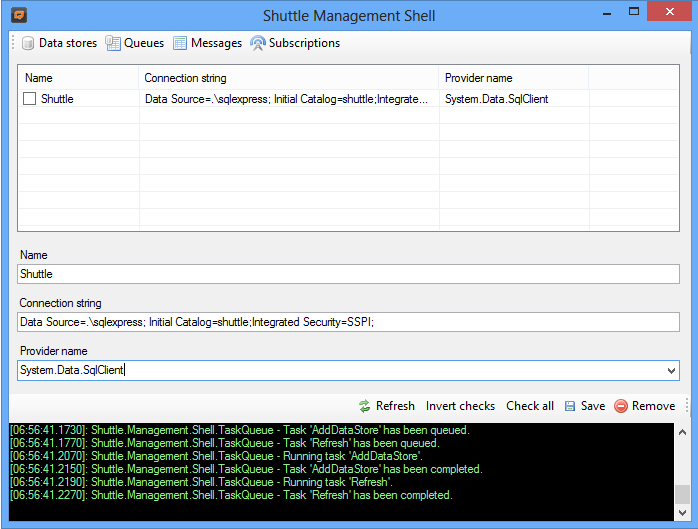 Shuttle Management Shell
Data stores Queues Messages Subscriptions
Name Connection string Provider name
Shuttle Data Source=.\sqlexpress; Initial Catalog=shuttle;Integrate... System.Data.SqlClient
Name
Shuttle
Connection string
Data Source=.\sqlexpress; Initial Catalog=shuttle;Integrated Security=SSPI;
Provider name
System.Data.SqlClient
Refresh Invert checks Check all Save Remove
[06:56:41.1730]: Shuttle.Management.Shell.TaskQueue - Task 'AddDataStore' has been queued.
[06:56:41.1770]: Shuttle.Management.Shell.TaskQueue - Task 'Refresh' has been queued.
[06:56:41.2070]: Shuttle.Management.Shell.TaskQueue - Running task 'AddDataStore'.
[06:56:41.2150]: Shuttle.Management.Shell.TaskQueue - Task 'AddDataStore' has been completed.
[06:56:41.2190]: Shuttle.Management.Shell.TaskQueue - Running task 'Refresh'.
[06:56:41.2270]: Shuttle.Management.Shell.TaskQueue - Task 'Refresh' has been completed.